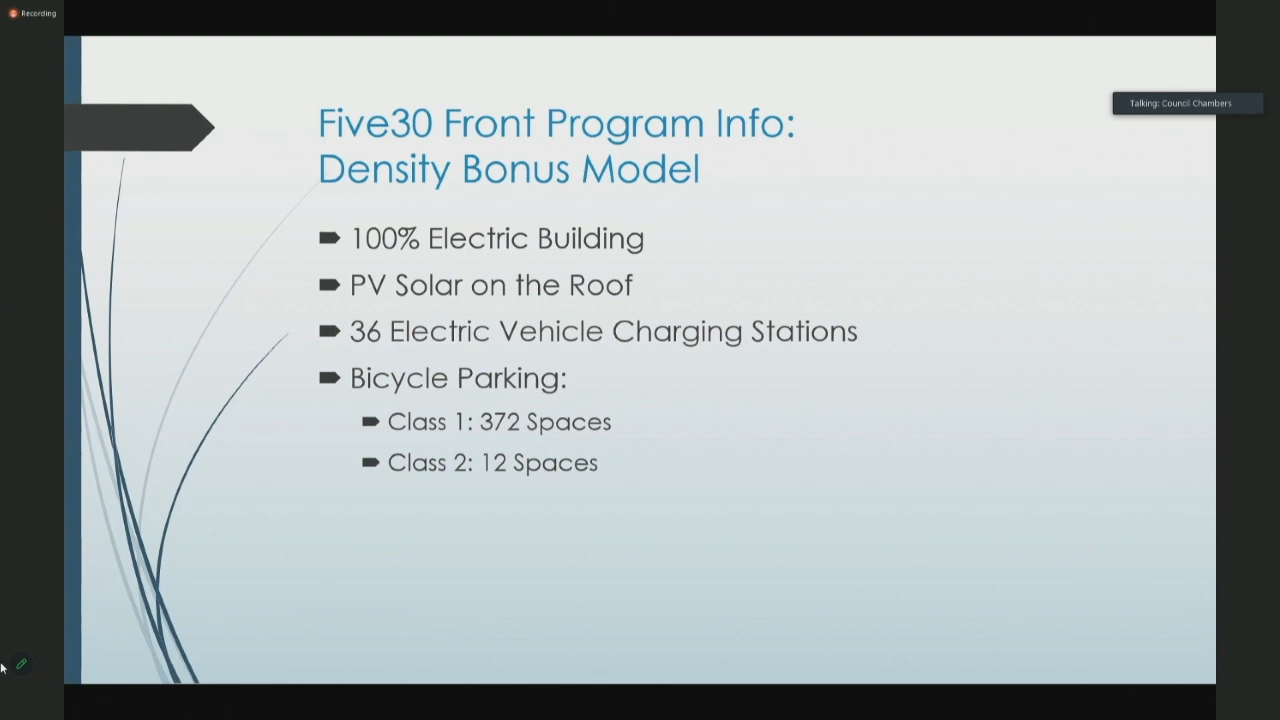 Recording
Talking: Council Chambers
Five30 Front Program Info:
Density Bonus Model
100% Electric Building
PV Solar on the Roof
36 Electric Vehicle Charging Stations
Bicycle Parking:
Class 1: 372 Spaces
Class 2: 12 Spaces